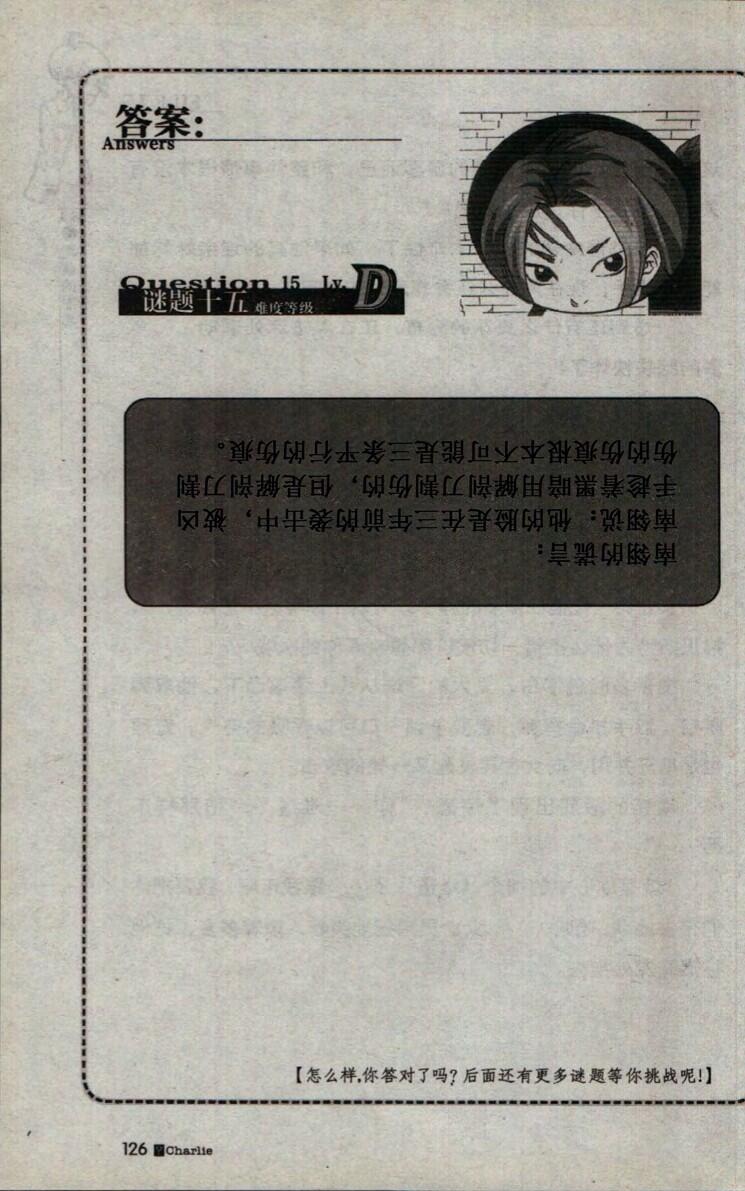 答案:
Answers
Question 15 Lv. D
谜题十五 难度等级
南翎的谎言:
南翎说: 他的脸是在三年前的袭击中, 被凶
手趁着黑暗用解剖刀割伤的, 但是解剖刀割
伤的伤痕根本不可能是三条平行的伤痕。
【怎么样,你答对了吗? 后面还有更多谜题等你挑战呢!】
126 Charlie